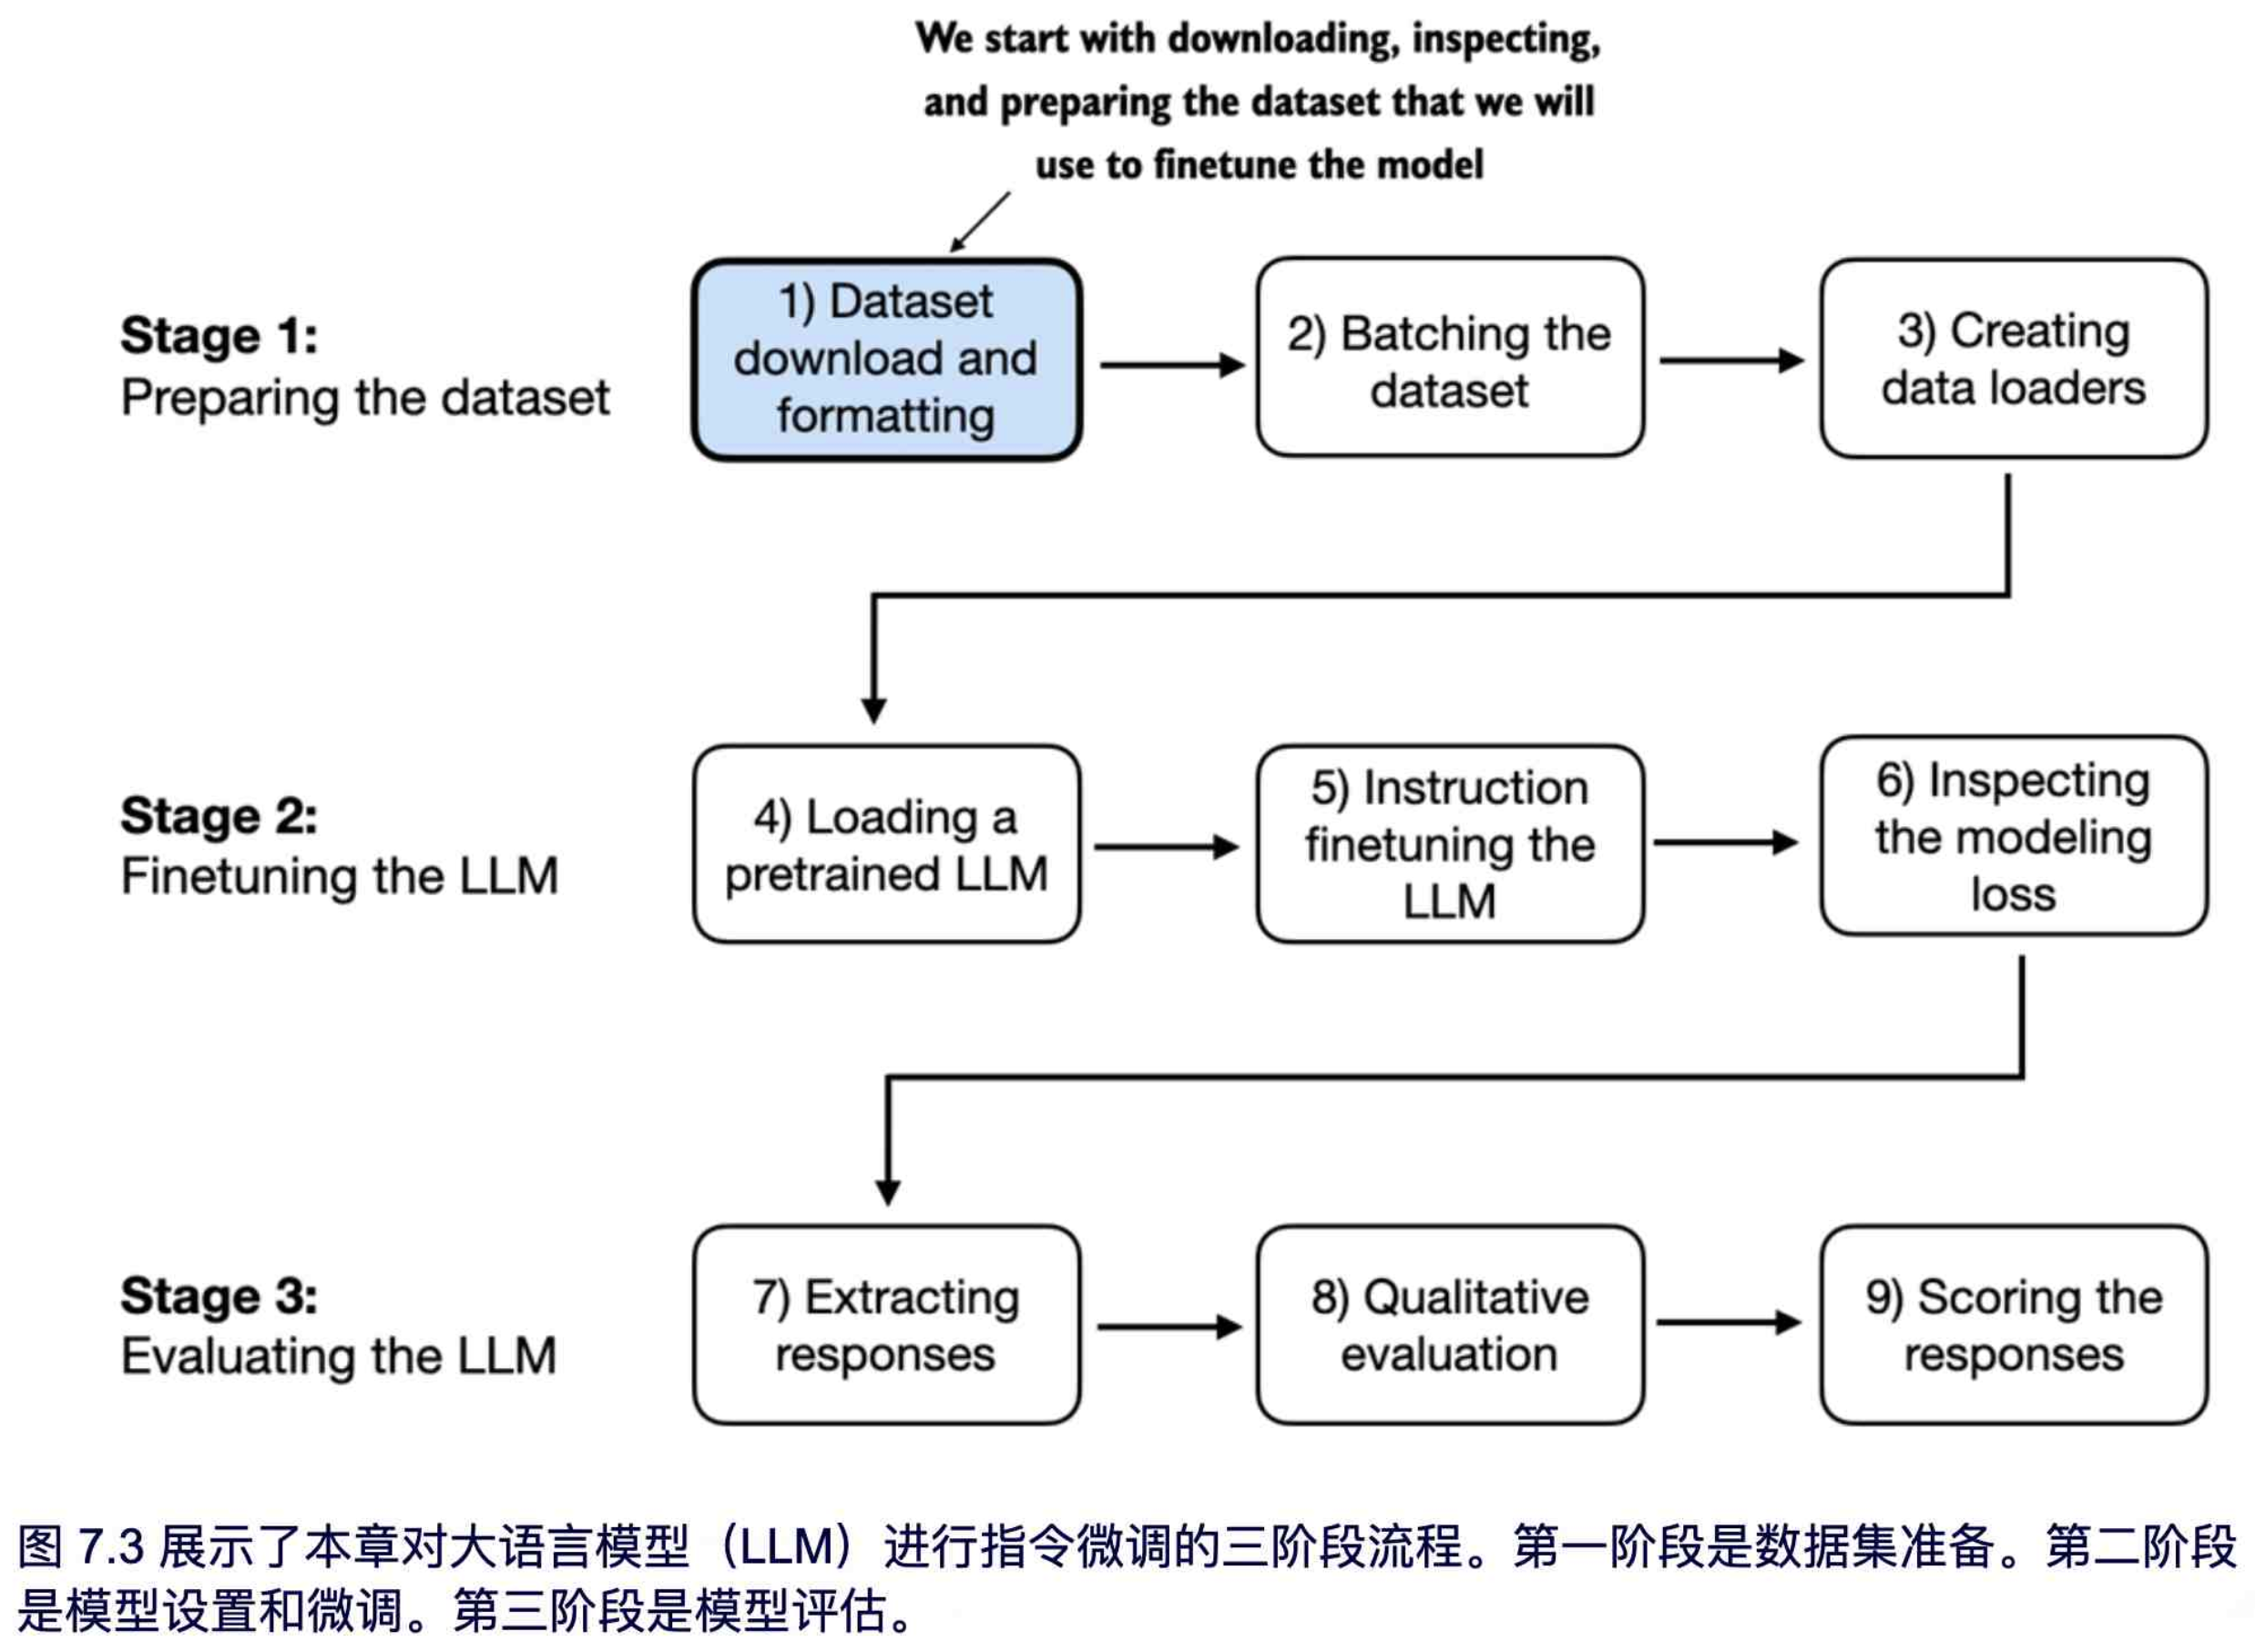 We start with downloading, inspecting,
and preparing the dataset that we will
use to finetune the model
Stage 1:
Preparing the dataset
1) Dataset
download and
formatting
2) Batching the
dataset
3) Creating
data loaders
Stage 2:
Finetuning the LLM
4) Loading a
pretrained LLM
5) Instruction
finetuning the
LLM
6) Inspecting
the modeling
loss
Stage 3:
Evaluating the LLM
7) Extracting
responses
8) Qualitative
evaluation
9) Scoring the
responses
图 7.3 展示了本章对大语言模型（LLM）进行指令微调的三阶段流程。第一阶段是数据集准备。第二阶段
是模型设置和微调。第三阶段是模型评估。